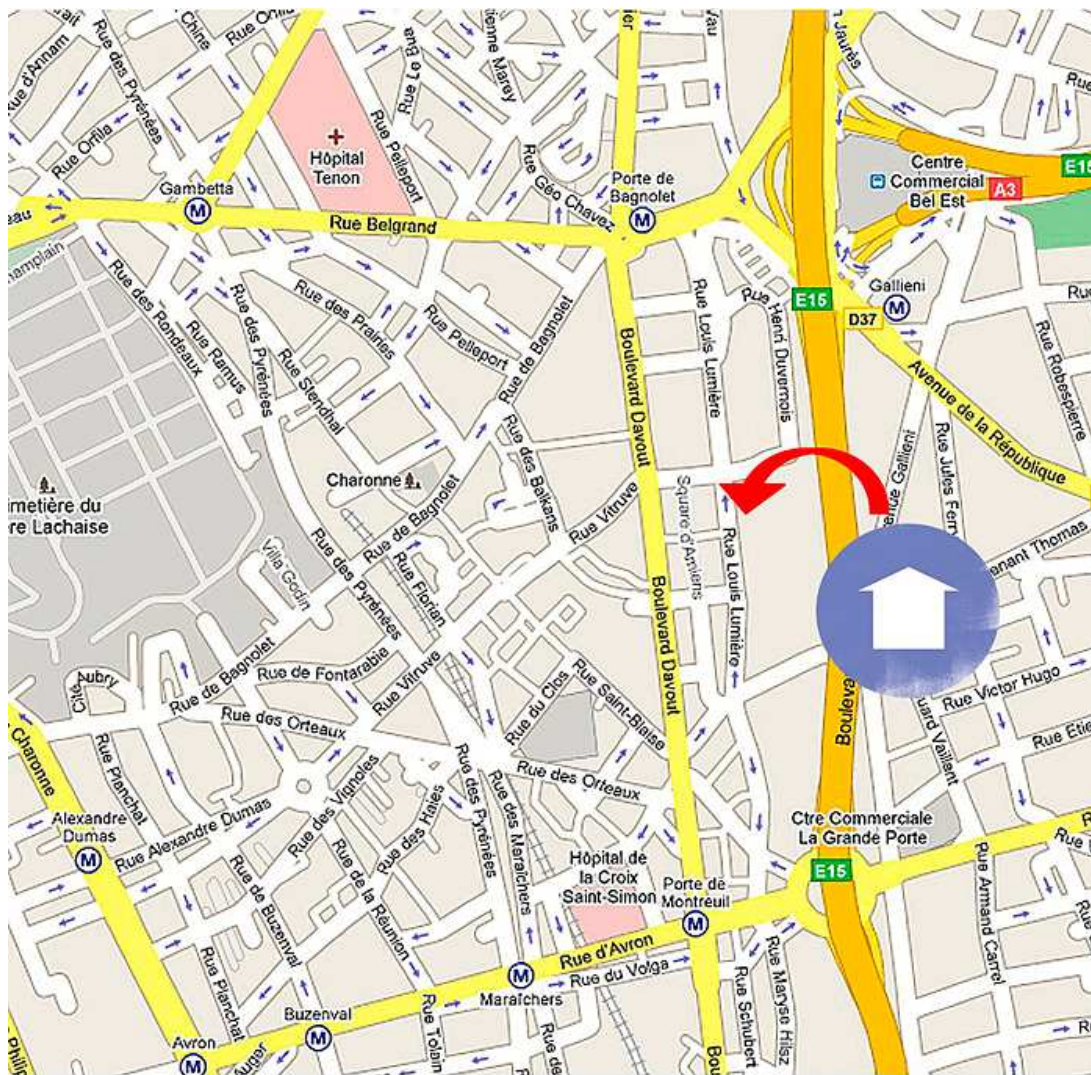 Rue d'Annam
Rue des Pyrénées
Chine
Rue Orfila
Rue Orfila
Rue Pelleport
Rue Le Bua
Marey
Vau
Jaurès
Hôpital
Tenon
Gambetta
M
Rue Belgrand
Rue Géo Chavez
Porte de
Bagnolet
M
Centre
Commercial
Bel Est
A3
E15
E15
D37
Gallieni
M
Rue des Rondeaux
Rue Ramus
Rue des Pyrénées
Rue Stendhal
Rue des Prairies
Rue Pelleport
Rue de Bagnolet
Boulevard Davout
Rue Louis Lumière
Rue Henri Duvernois
Avenue de la République
Rue Robespierre
Rue Jules Ferry
Charonne
Rue de Bagnolet
Rue des Balkans
Rue Vitruve
Square d'Amiens
Rue Louis Lumière
Boulevard Davout
Rue des Pyrénées
Rue Florian
Villa Godin
Rue de Bagnolet
Rue de Fontarabie
Rue Vitruve
Rue du Clos
Rue Saint-Blaise
Rue des Orteaux
Rue des Orteaux
Rue Victor Hugo
Cité Aubry
Charonne
Rue Planchat
Alexandre
Dumas
M
Rue Alexandre Dumas
Rue des Vignoles
Rue des Haies
Rue de la Réunion
Rue de Buzenval
Rue Planchat
Rue des Pyrénées
Rue des Maraîchers
Hôpital de
la Croix
Saint-Simon
Porte de
Montreuil
M
Ctre Commerciale
La Grande Porte
E15
Rue Armand Carrel
Rue d'Avron
Rue du Volga
Maraîchers
M
Buzenval
M
Avron
M
Rue Tolain
Rue de
Rue Schubert
Rue Maryse Hilsz